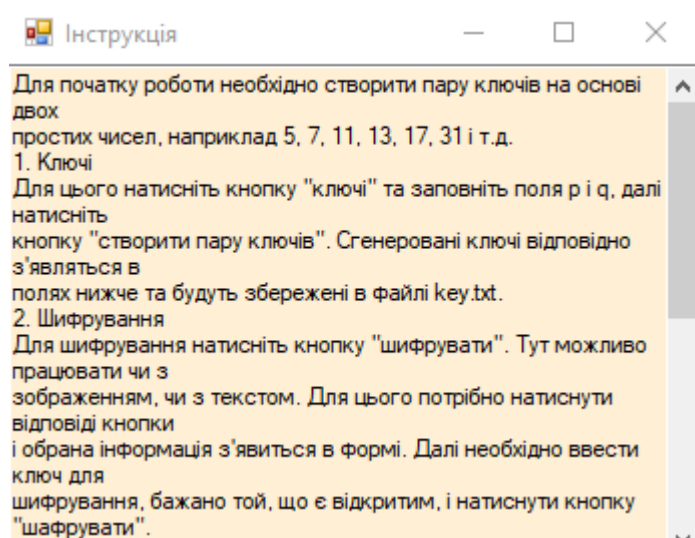 Інструкція
Для початку роботи необхідно створити пару ключів на основі
двох
простих чисел, наприклад 5, 7, 11, 13, 17, 31 і т.д.
1. Ключі
Для цього натисніть кнопку "ключі" та заповніть поля p і q, далі
натисніть
кнопку "створити пару ключів". Сгенеровані ключі відповідно
з'являться в
полях нижче та будуть збережені в файлі key.txt.
2. Шифрування
Для шифрування натисніть кнопку "шифрувати". Тут можливо
працювати чи з
зображенням, чи з текстом. Для цього потрібно натиснути
відповіді кнопки
і обрана інформація з'явиться в формі. Далі необхідно ввести
ключ для
шифрування, бажано той, що є відкритим, і натиснути кнопку
"шафрувати".